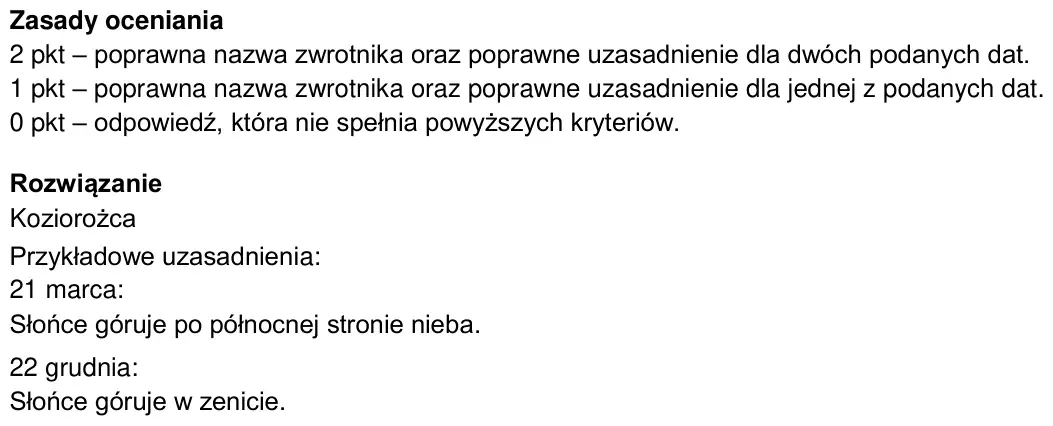 Zasady oceniania
2 pkt – poprawna nazwa zwrotnika oraz poprawne uzasadnienie dla dwóch podanych dat.
1 pkt – poprawna nazwa zwrotnika oraz poprawne uzasadnienie dla jednej z podanych dat.
0 pkt – odpowiedź, która nie spełnia powyższych kryteriów.
Rozwiązanie
Koziorożca
Przykładowe uzasadnienia:
21 marca:
Słońce góruje po północnej stronie nieba.
22 grudnia:
Słońce góruje w zenicie.